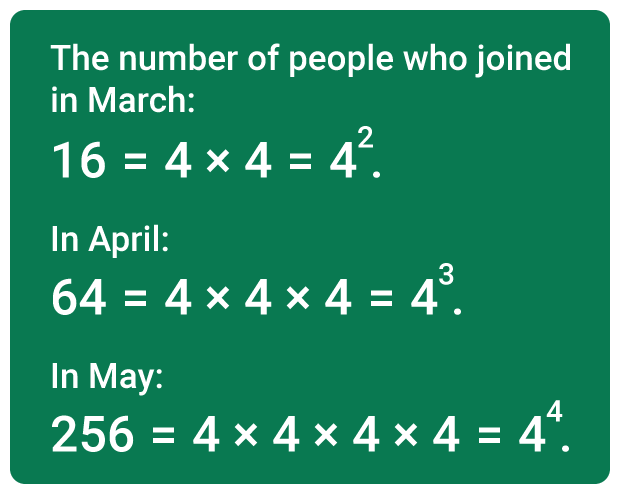 The number of people who joined
in March:
16 = 4 × 4 = 4².
In April:
64 = 4 × 4 × 4 = 4³.
In May:
256 = 4 × 4 × 4 × 4 = 4⁴.